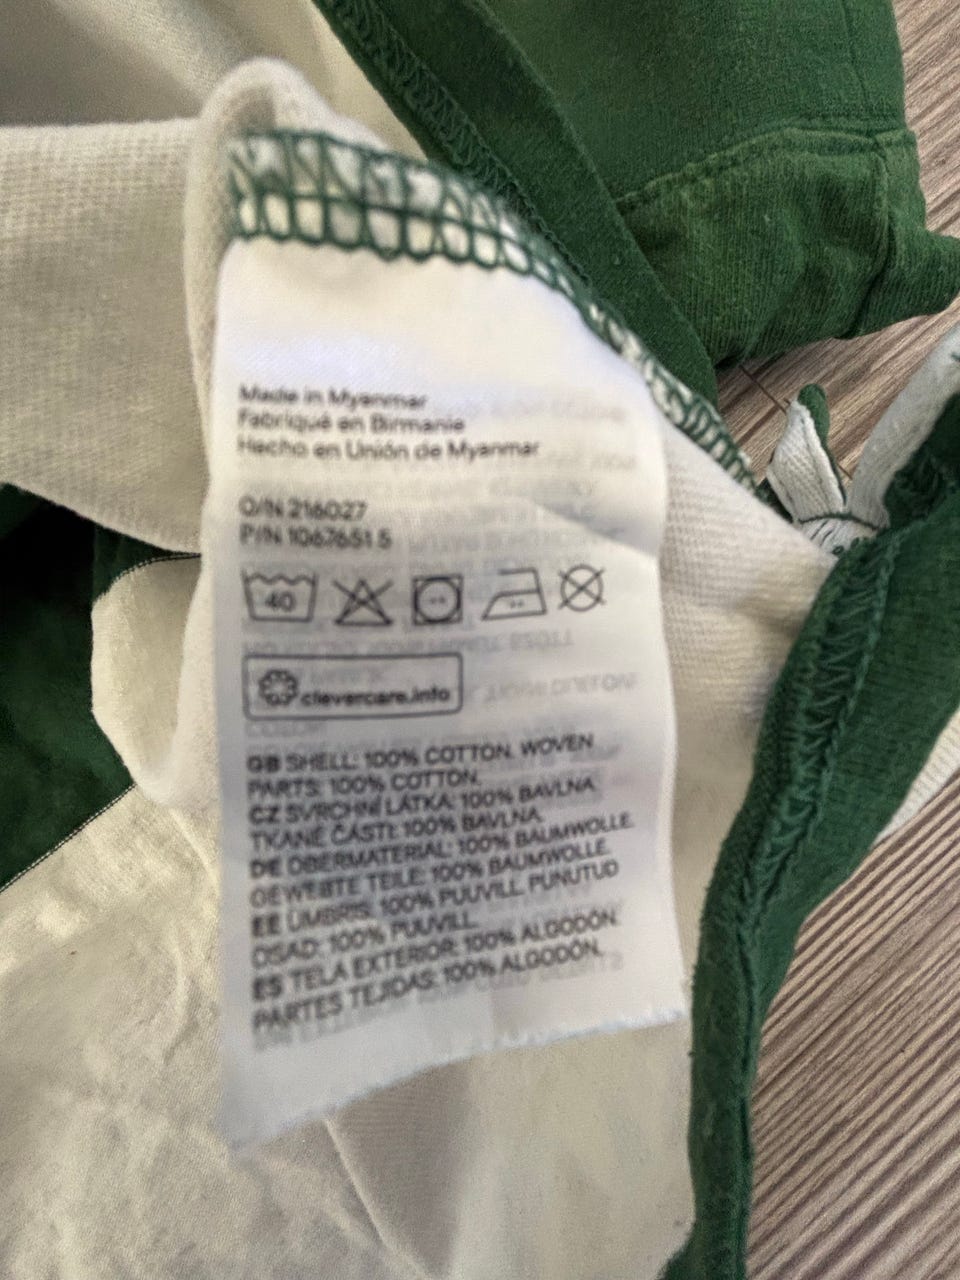 Made in Myanmar
Fabriqué en Birmanie
Hecho en Unión de Myanmar
O/N 216027
P/N 1067651 5
40
clevercare.info
GB SHELL: 100% COTTON. WOVEN
PARTS: 100% COTTON.
CZ SVRCHNÍ LÁTKA: 100% BAVLNA.
TKANÉ ČÁSTI: 100% BAVLNA.
DE OBERMATERIAL: 100% BAUMWOLLE.
GEWEBTE TEILE: 100% BAUMWOLLE.
EE ÜMBRIS: 100% PUUVILL. PUNUTUD
OSAD: 100% PUUVILL.
ES TELA EXTERIOR: 100% ALGODÓN.
PARTES TEJIDAS: 100% ALGODÓN.